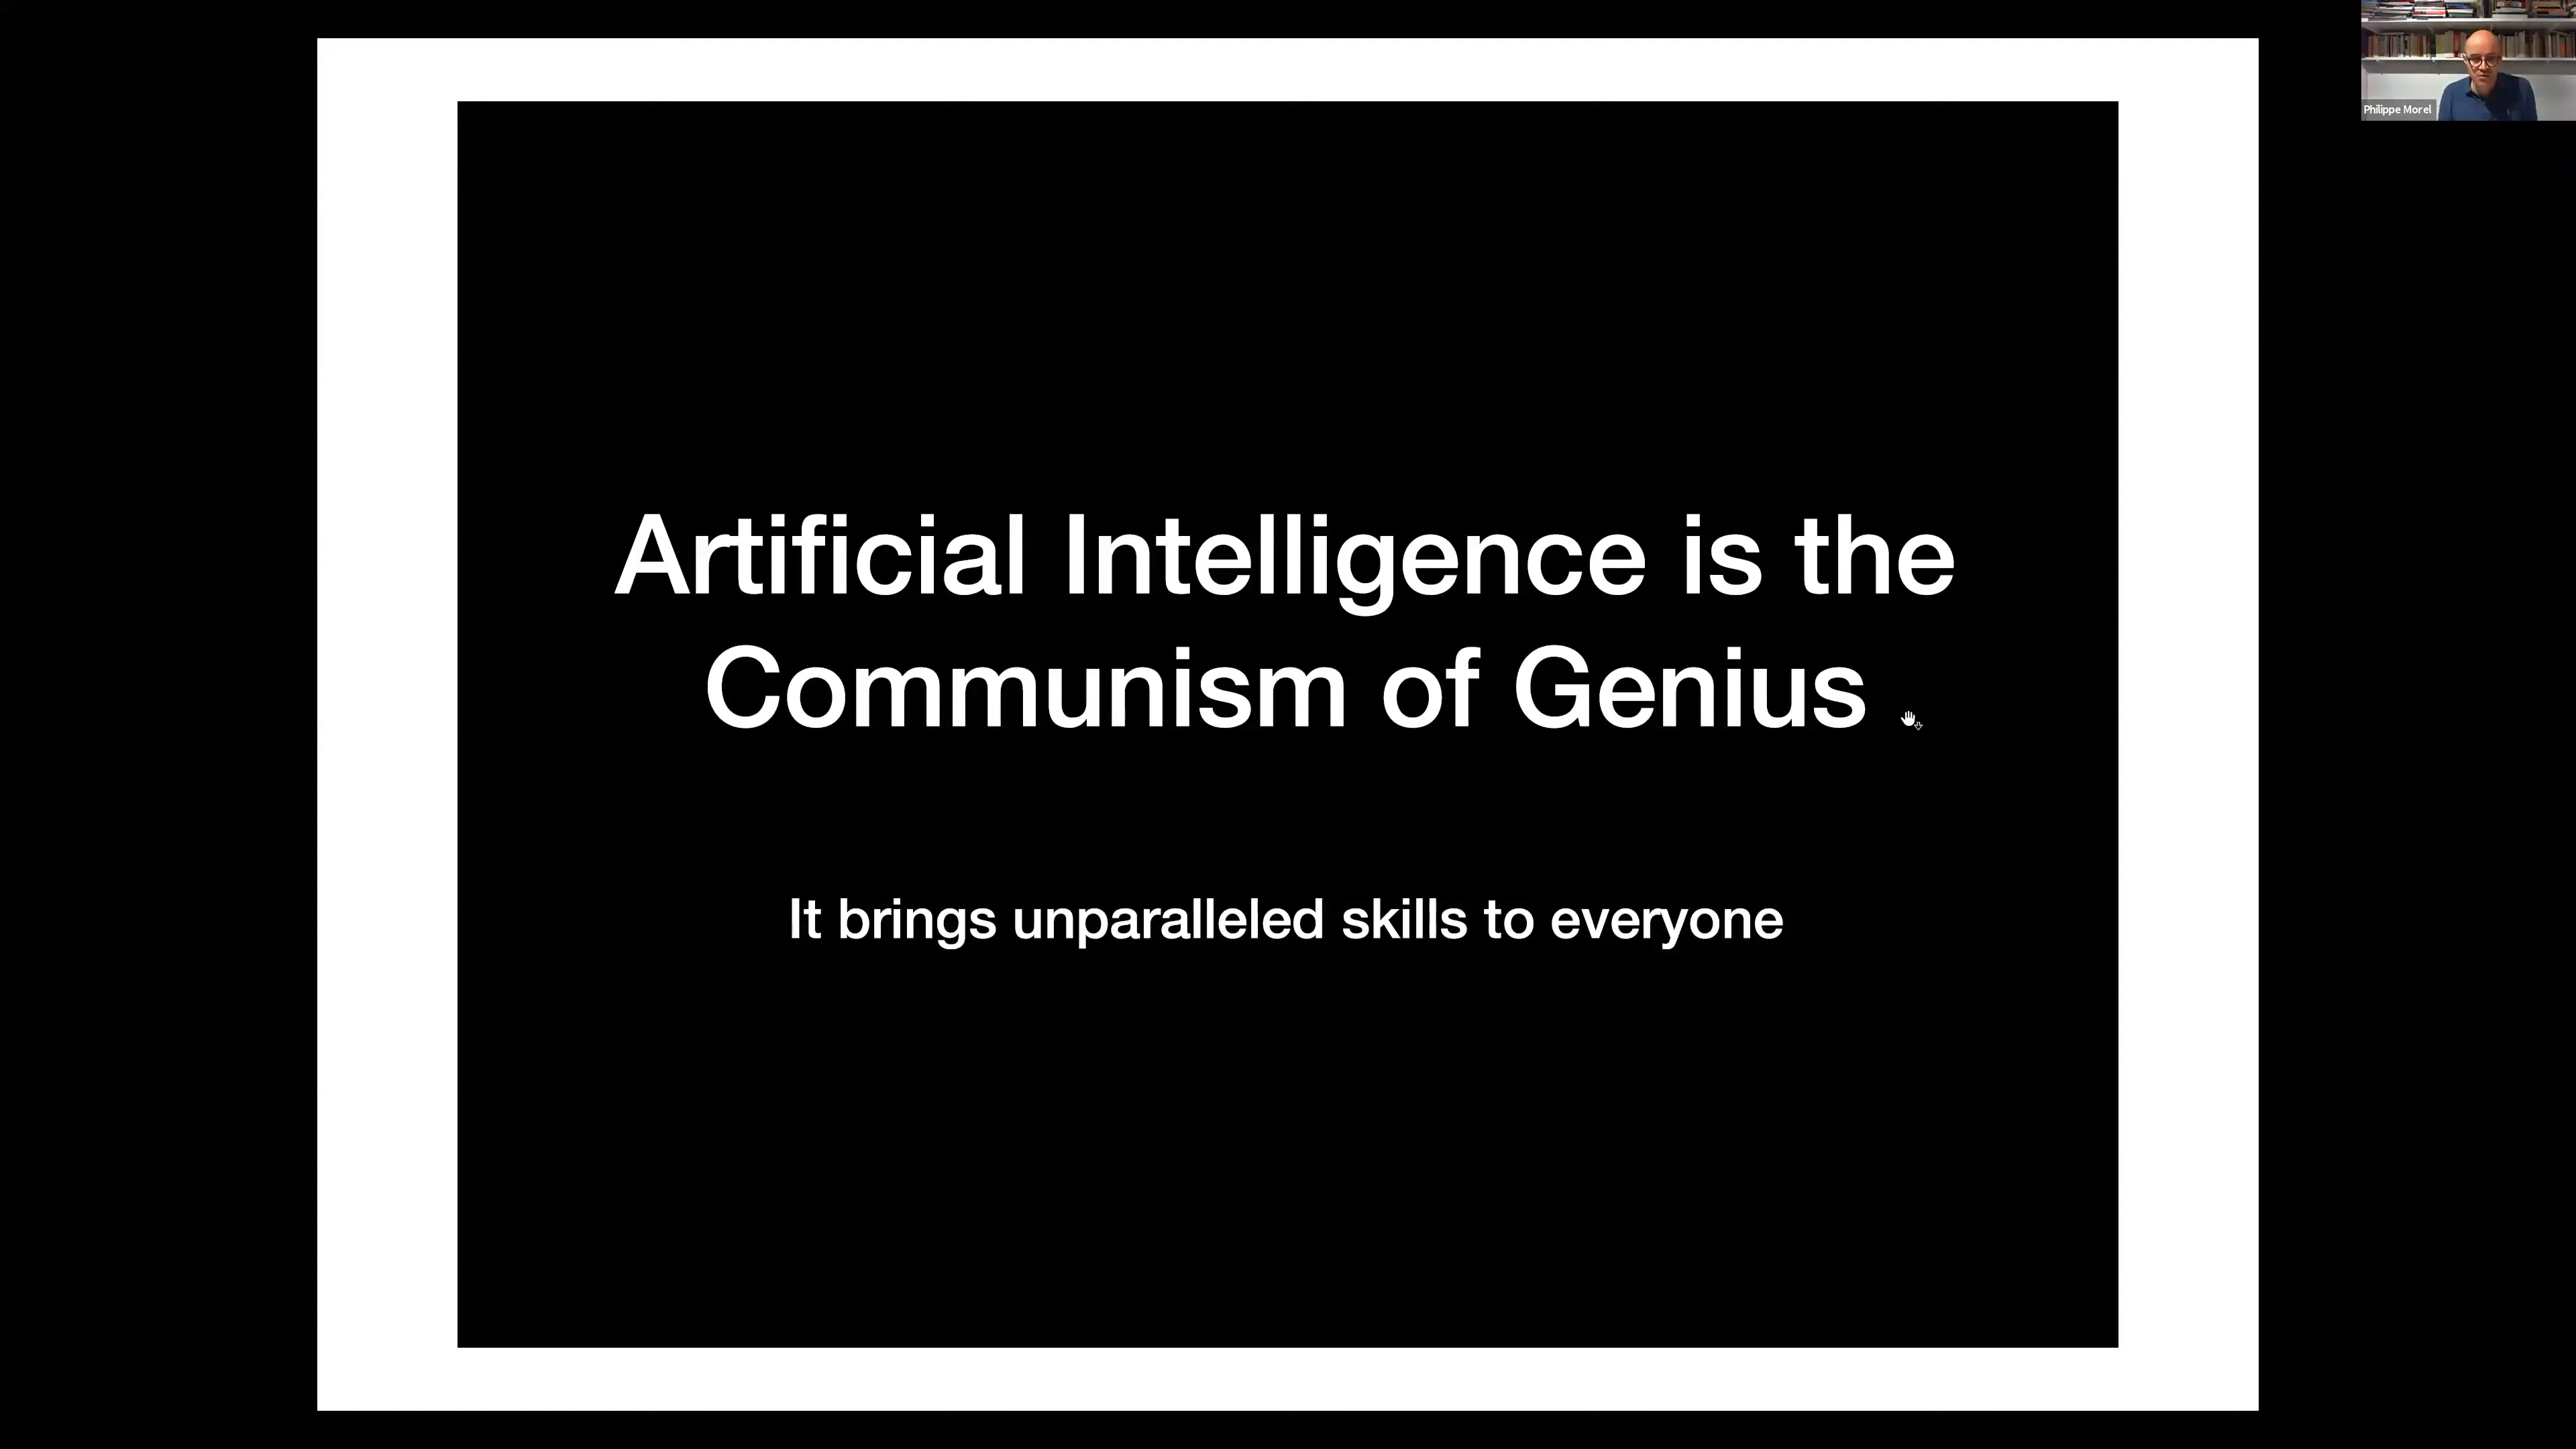 Artificial Intelligence is the
Communism of Genius
It brings unparalleled skills to everyone
Philippe Morel